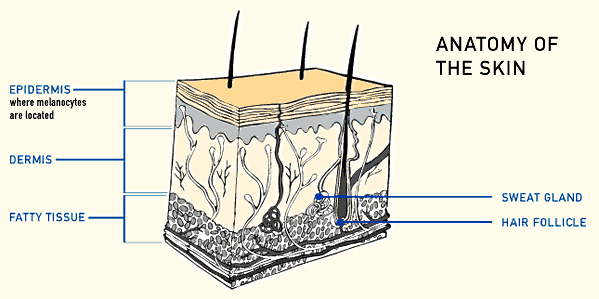 ANATOMY OF
THE SKIN
EPIDERMIS
where melanocytes
are located
DERMIS
FATTY TISSUE
SWEAT GLAND
HAIR FOLLICLE